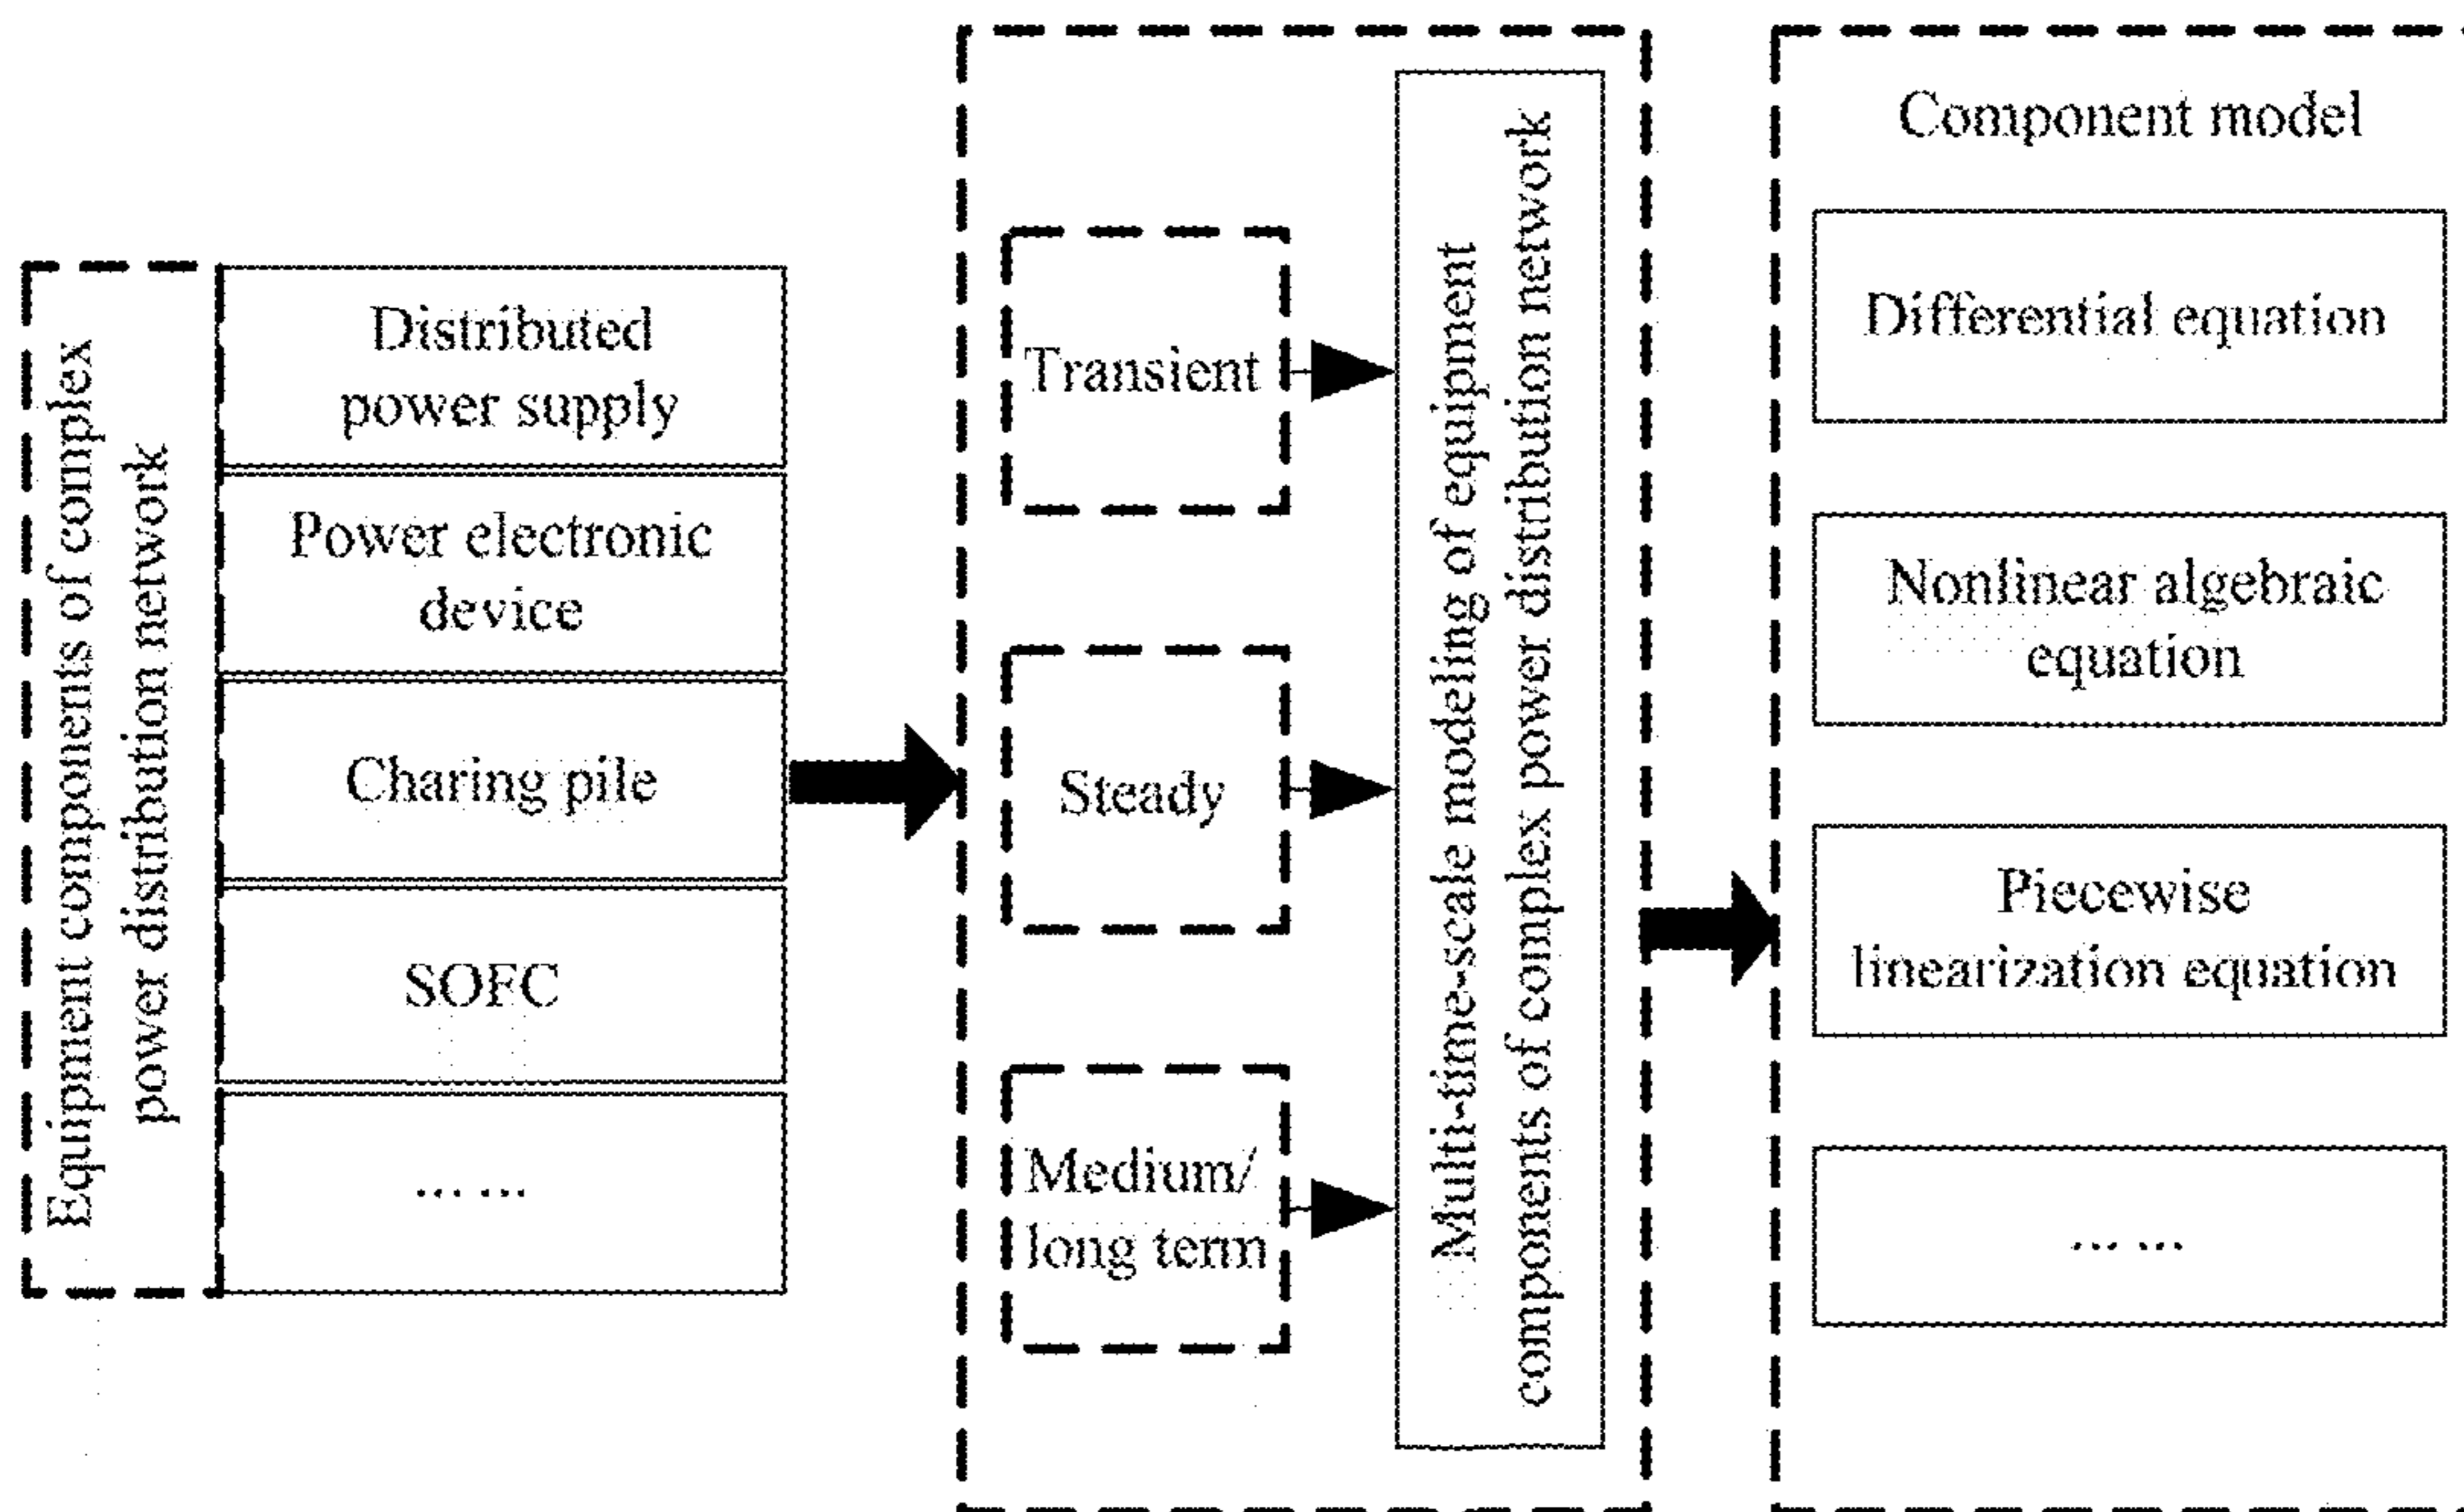 Equipment components of complex
power distribution network
Distributed
power supply
Power electronic
device
Charing pile
SOFC
... ...
Transient
Steady
Medium/
long term
Multi-time-scale modeling of equipment
components of complex power distribution network
Component model
Differential equation
Nonlinear algebraic
equation
Piecewise
linearization equation
... ...